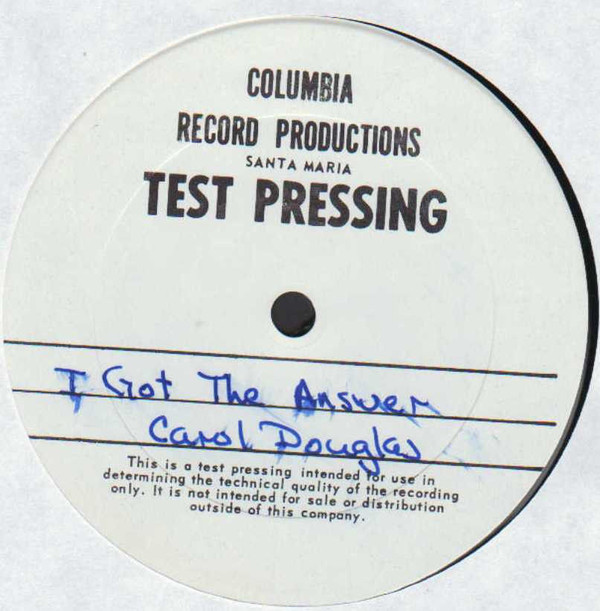 COLUMBIA
RECORD PRODUCTIONS
SANTA MARIA
TEST PRESSING
I Got The Answer
Carol Douglas
This is a test pressing intended for use in
determining the technical quality of the recording
only. It is not intended for sale or distribution
outside of this company.